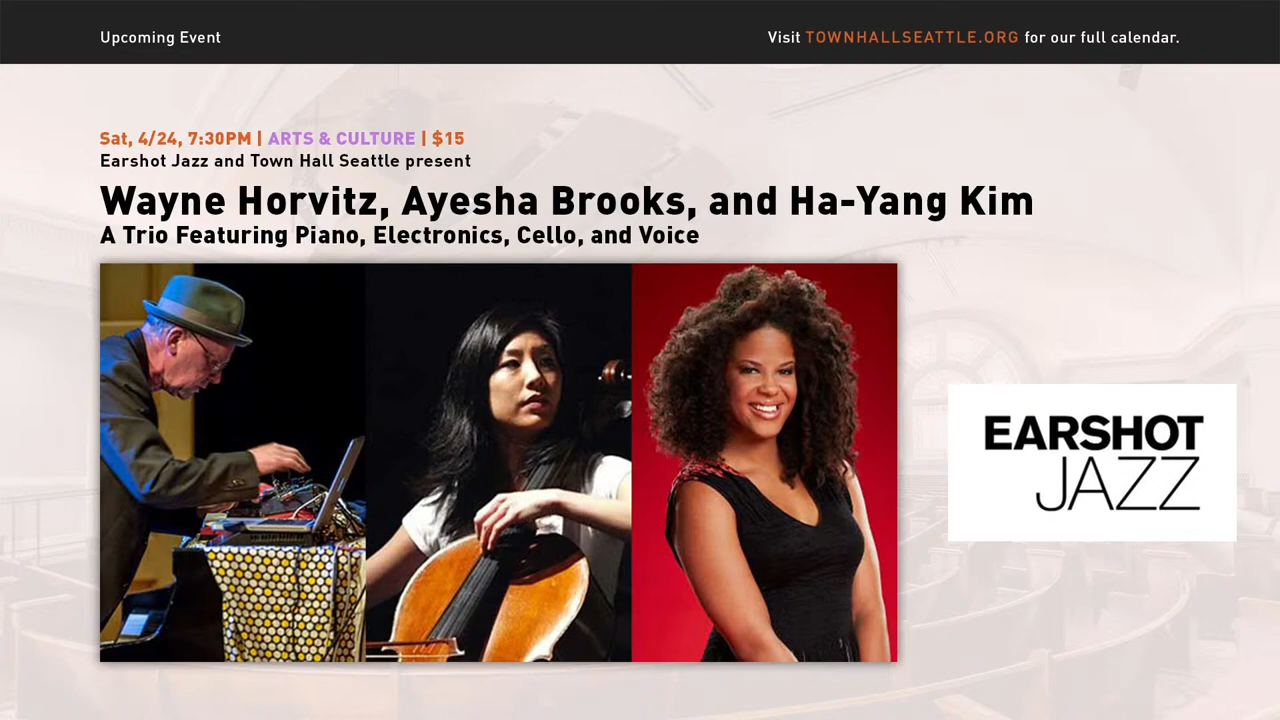 Upcoming Event
Visit TOWNHALLSEATTLE.ORG for our full calendar.
Sat, 4/24, 7:30PM | ARTS & CULTURE | $15
Earshot Jazz and Town Hall Seattle present
Wayne Horvitz, Ayesha Brooks, and Ha-Yang Kim
A Trio Featuring Piano, Electronics, Cello, and Voice
EARSHOT
JAZZ